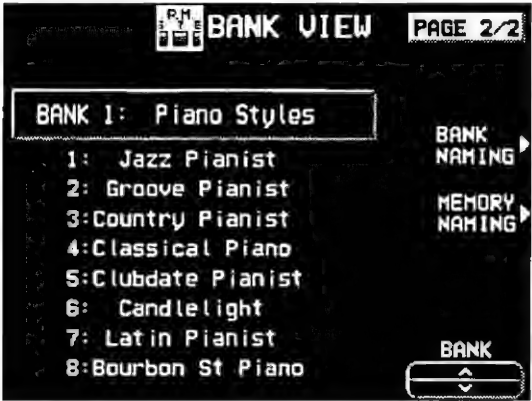 BANK VIEW
PAGE 2/2
BANK 1: Piano Styles
1: Jazz Pianist
2: Groove Pianist
3:Country Pianist
4:Classical Piano
5:Clubdate Pianist
6: Candlelight
7: Latin Pianist
8:Bourbon St Piano
BANK
NAMING
MEMORY
NAMING
BANK